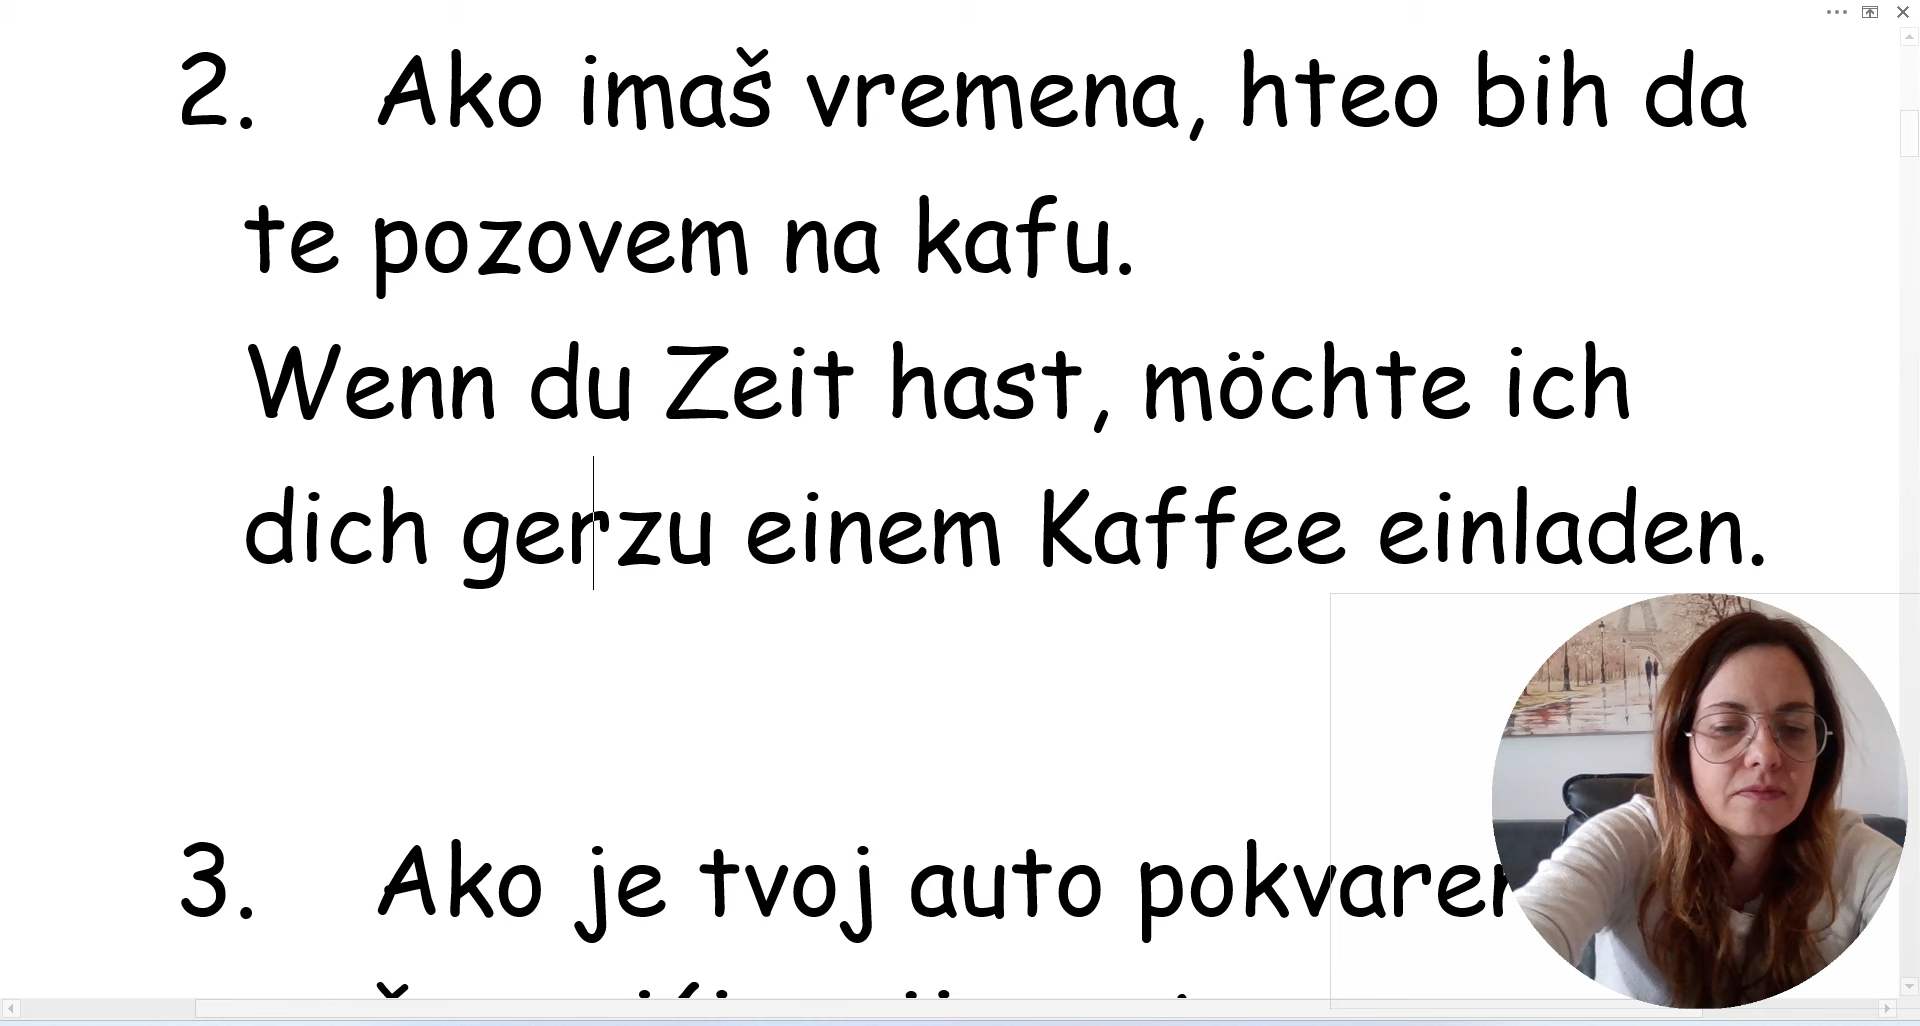 2. Ako imaš vremena, hteo bih da
te pozovem na kafu.
Wenn du Zeit hast, möchte ich
dich gerzu einem Kaffee einladen.
3. Ako je tvoj auto